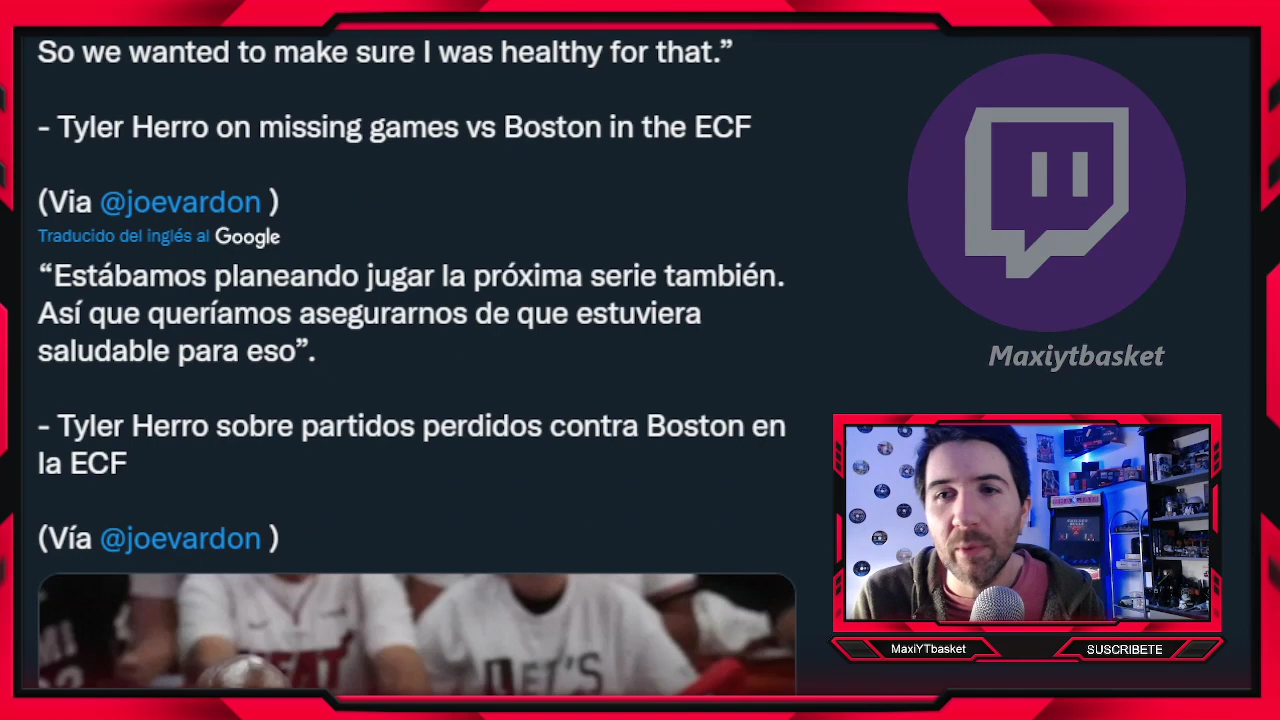 So we wanted to make sure I was healthy for that.”
- Tyler Herro on missing games vs Boston in the ECF
(Via @joevardon )
Traducido del inglés al Google
“Estábamos planeando jugar la próxima serie también.
Así que queríamos asegurarnos de que estuviera
saludable para eso”.
- Tyler Herro sobre partidos perdidos contra Boston en
la ECF
(Vía @joevardon )
HEAT
LET'S
Maxiytbasket
MaxiYTbasket
SUSCRIBETE